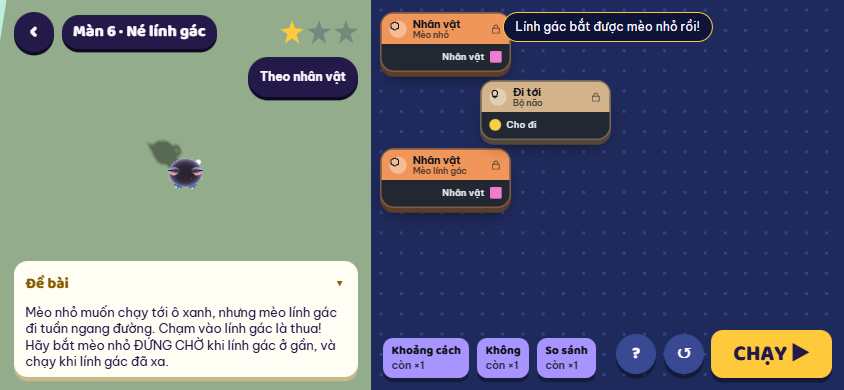 Màn 6 · Né lính gác
Theo nhân vật
Đề bài
Mèo nhỏ muốn chạy tới ô xanh, nhưng mèo lính gác
đi tuần ngang đường. Chạm vào lính gác là thua!
Hãy bắt mèo nhỏ ĐỨNG CHỜ khi lính gác ở gần, và
chạy khi lính gác đã xa.
Nhân vật
Mèo nhỏ
Nhân vật
Lính gác bắt được mèo nhỏ rồi!
Đi tới
Bộ não
Cho đi
Nhân vật
Mèo lính gác
Nhân vật
Khoảng cách
còn ×1
Không
còn ×1
So sánh
còn ×1
?
CHẠY